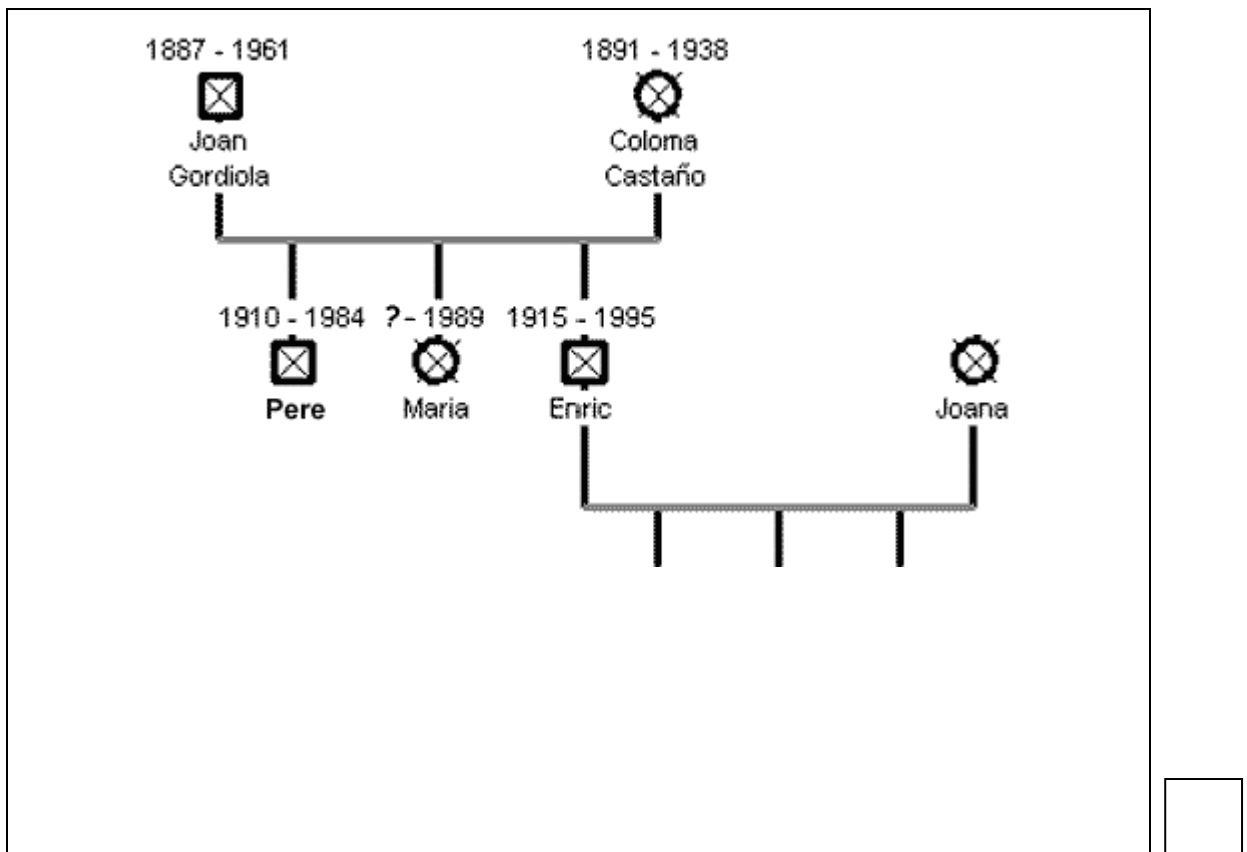 1887 - 1961
1891 - 1938
Joan
Gordiola
Coloma
Castaño
1910 - 1984
? - 1989
1915 - 1995
Pere
Maria
Enric
Joana